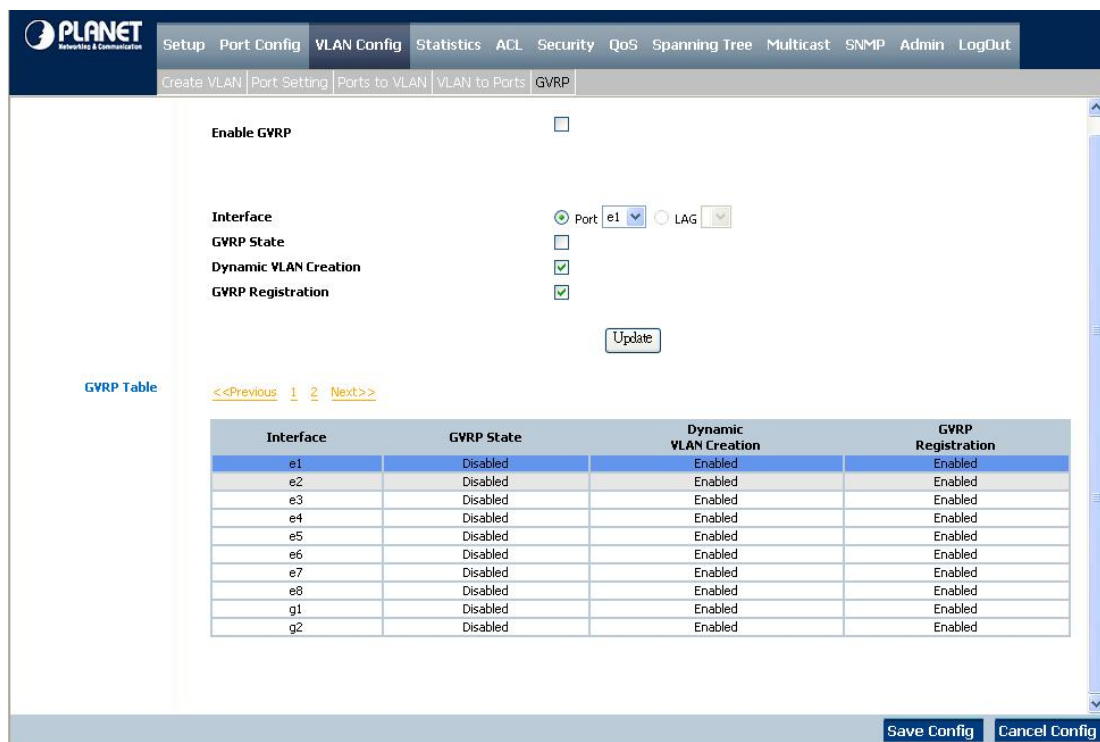 PLANET
Networking & Communication
Setup Port Config VLAN Config Statistics ACL Security QoS Spanning Tree Multicast SNMP Admin LogOut
Create VLAN Port Setting Ports to VLAN VLAN to Ports GVRP
Enable GVRP
Interface Port e1 LAG
GVRP State
Dynamic VLAN Creation
GVRP Registration
Update
GVRP Table <<Previous 1 2 Next>>
Interface GVRP State Dynamic VLAN Creation GVRP Registration
e1 Disabled Enabled Enabled
e2 Disabled Enabled Enabled
e3 Disabled Enabled Enabled
e4 Disabled Enabled Enabled
e5 Disabled Enabled Enabled
e6 Disabled Enabled Enabled
e7 Disabled Enabled Enabled
e8 Disabled Enabled Enabled
g1 Disabled Enabled Enabled
g2 Disabled Enabled Enabled
Save Config Cancel Config